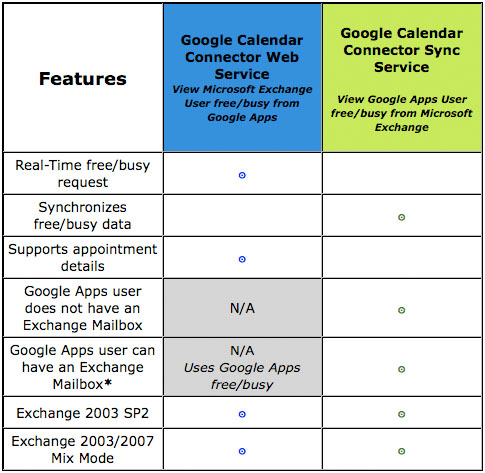 Features
Google Calendar
Connector Web
Service
View Microsoft Exchange
User free/busy from
Google Apps
Google Calendar
Connector Sync
Service
View Google Apps User
free/busy from Microsoft
Exchange
Real-Time free/busy
request
Synchronizes
free/busy data
Supports appointment
details
Google Apps user
does not have an
Exchange Mailbox
N/A
Google Apps user can
have an Exchange
Mailbox*
N/A
Uses Google Apps
free/busy
Exchange 2003 SP2
Exchange 2003/2007
Mix Mode